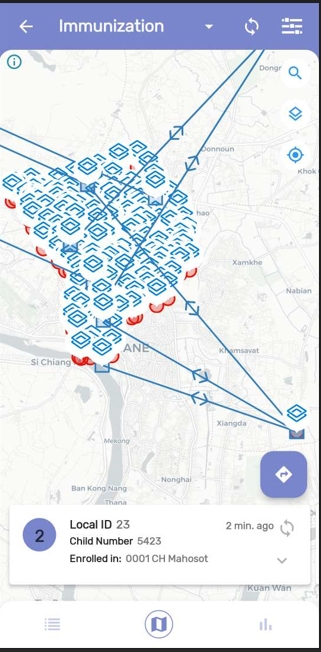 Immunization
Dongn
Donnoun
Khok
hao
Xamkhe
Nabian
ANE
Khamsavat
Si Chiang
Xiangda
Mekong
Nonghai
Ban Kong Nang
Thana
2
Local ID 23
2 min. ago
Child Number 5423
Enrolled in: 0001 CH Mahosot
Kuan Wan